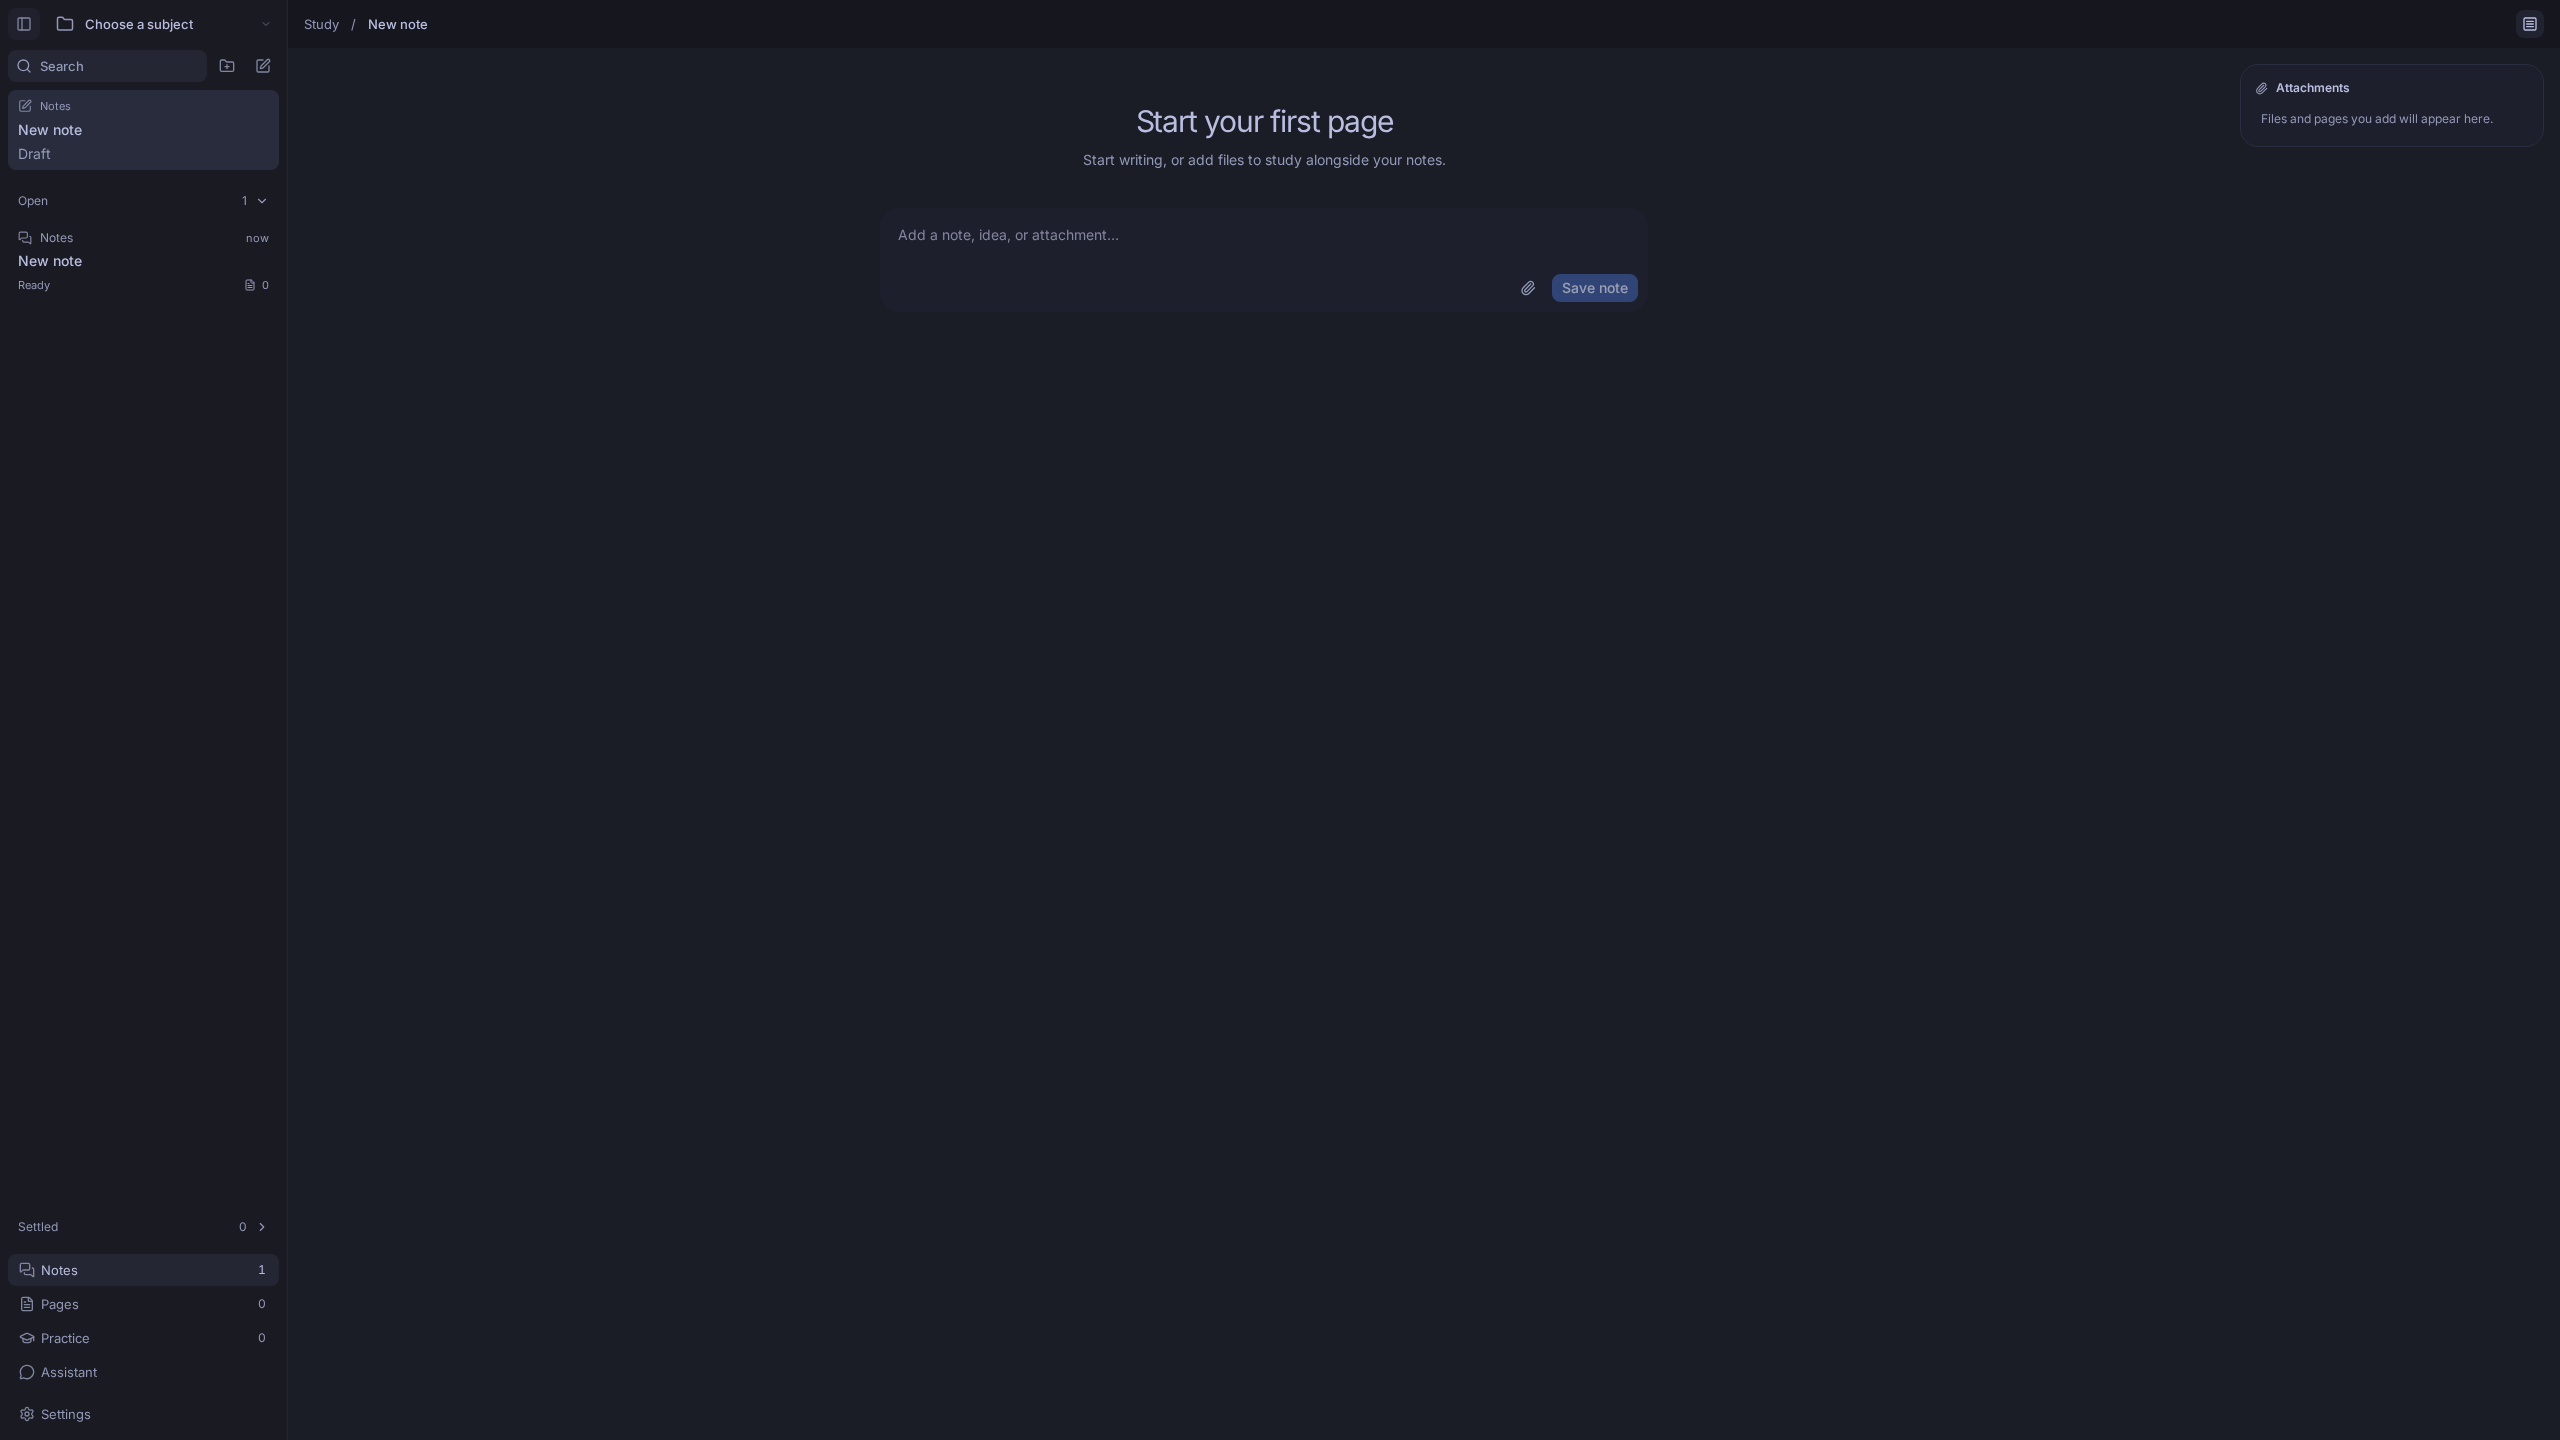 Choose a subject
Search
Notes
New note
Draft
Open 1
Notes now
New note
Ready 0
Settled 0
Notes 1
Pages 0
Practice 0
Assistant
Settings
Study / New note
Start your first page
Start writing, or add files to study alongside your notes.
Add a note, idea, or attachment...
Save note
Attachments
Files and pages you add will appear here.